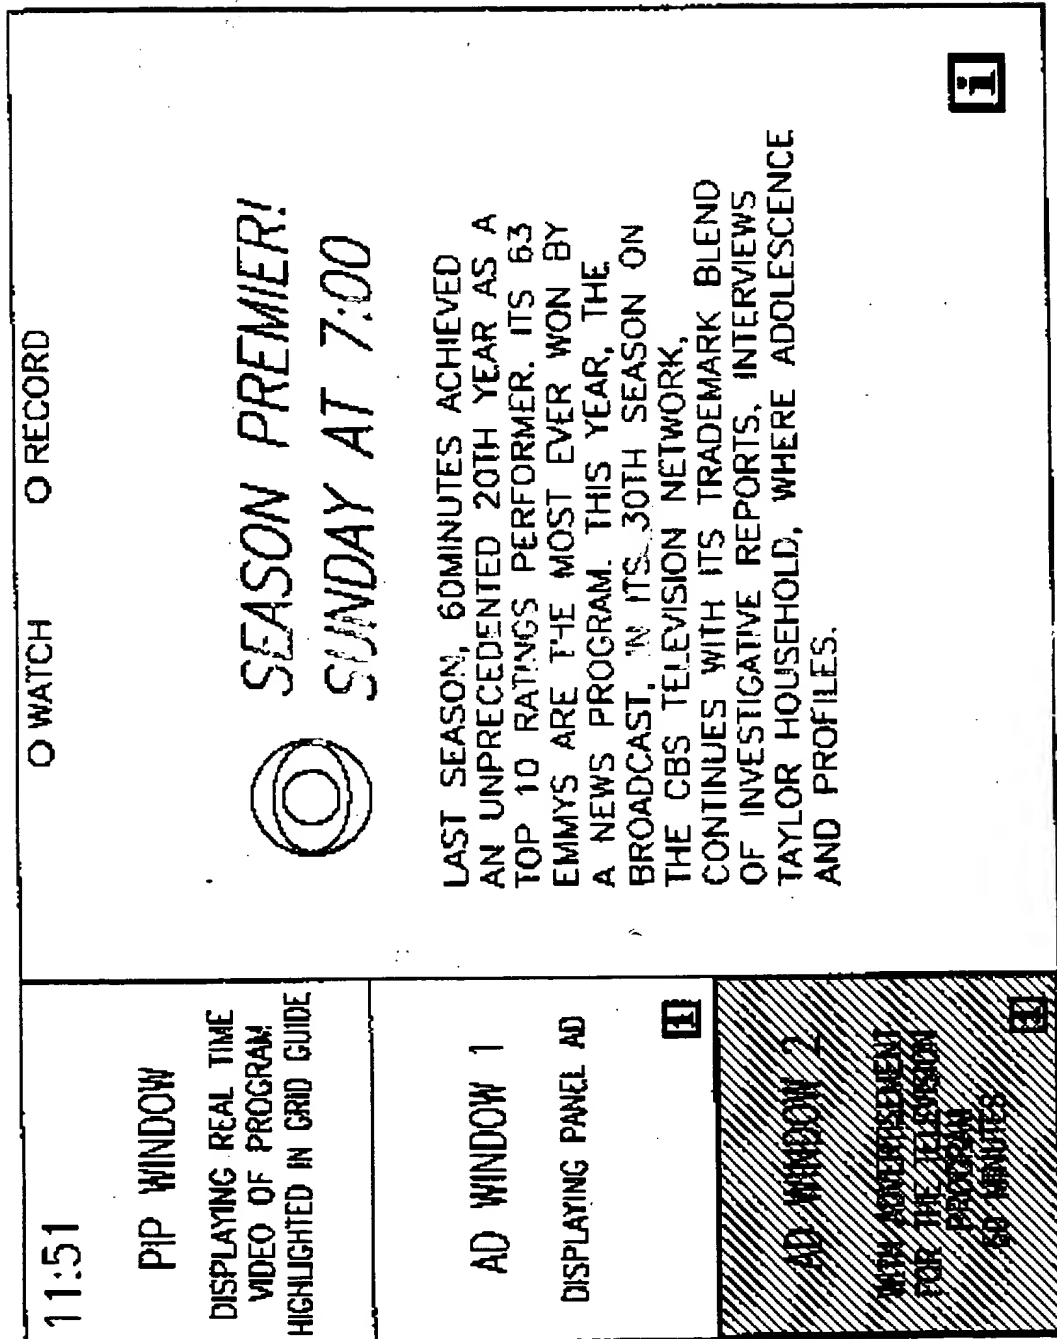 11:51
O WATCH O RECORD
PIP WINDOW
DISPLAYING REAL TIME
VIDEO OF PROGRAM
HIGHLIGHTED IN GRID GUIDE
AD WINDOW 1
DISPLAYING PANEL AD
i
AD WINDOW 2
WITH ADVERTISEMENT
FOR THE TELEVISION
PROGRAM
60 MINUTES
i
SEASON PREMIER!
SUNDAY AT 7:00
LAST SEASON, 60MINUTES ACHIEVED
AN UNPRECEDENTED 20TH YEAR AS A
TOP 10 RATINGS PERFORMER. ITS 63
EMMYS ARE THE MOST EVER WON BY
A NEWS PROGRAM. THIS YEAR, THE
BROADCAST, IN ITS 30TH SEASON ON
THE CBS TELEVISION NETWORK,
CONTINUES WITH ITS TRADEMARK BLEND
OF INVESTIGATIVE REPORTS, INTERVIEWS
TAYLOR HOUSEHOLD, WHERE ADOLESCENCE
AND PROFILES.
i